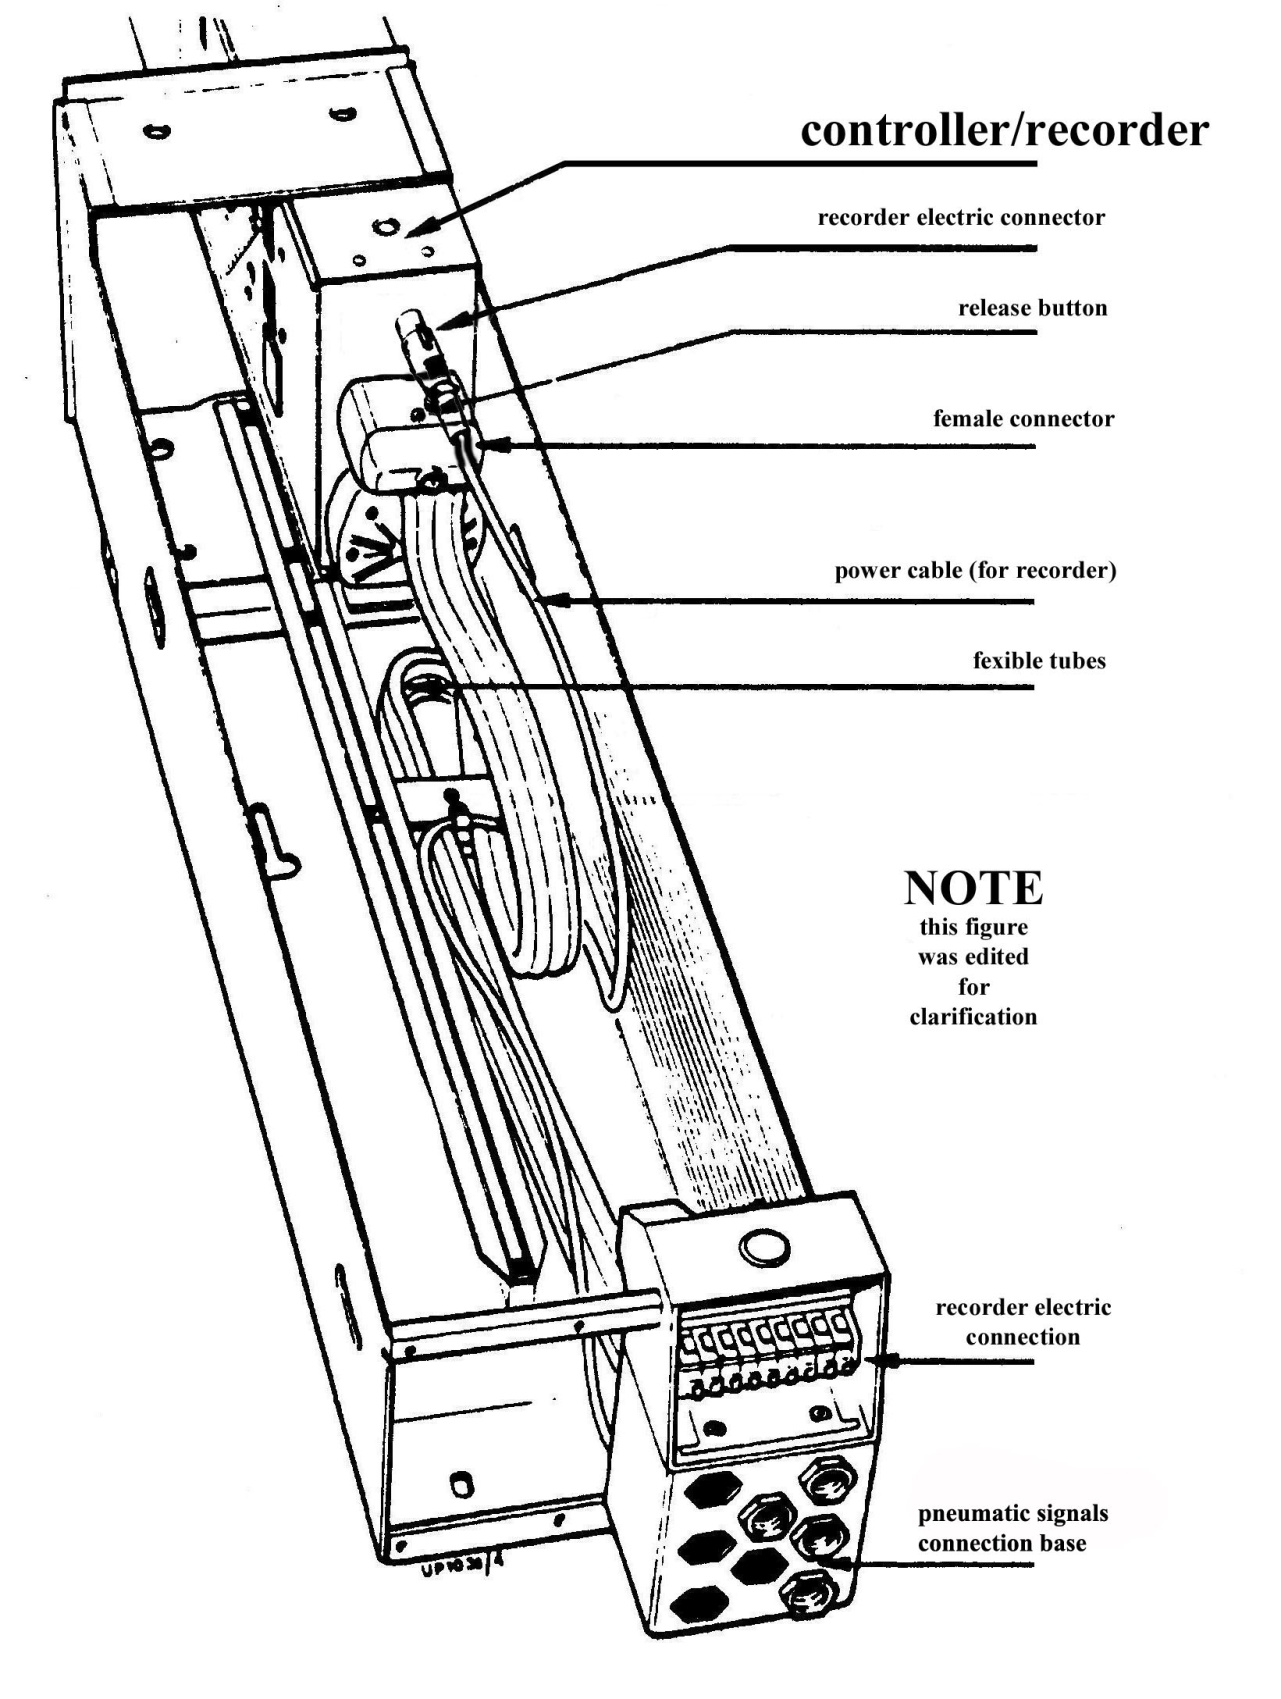 controller/recorder
recorder electric connector
release button
female connector
power cable (for recorder)
fexible tubes
NOTE
this figure
was edited
for
clarification
recorder electric
connection
pneumatic signals
connection base